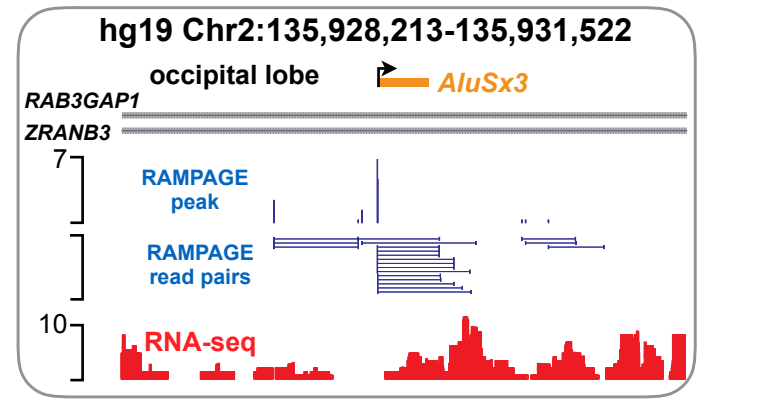 hg19 Chr2:135,928,213-135,931,522
occipital lobe
AluSx3
RAB3GAP1
ZRANB3
7
RAMPAGE
peak
RAMPAGE
read pairs
10
RNA-seq